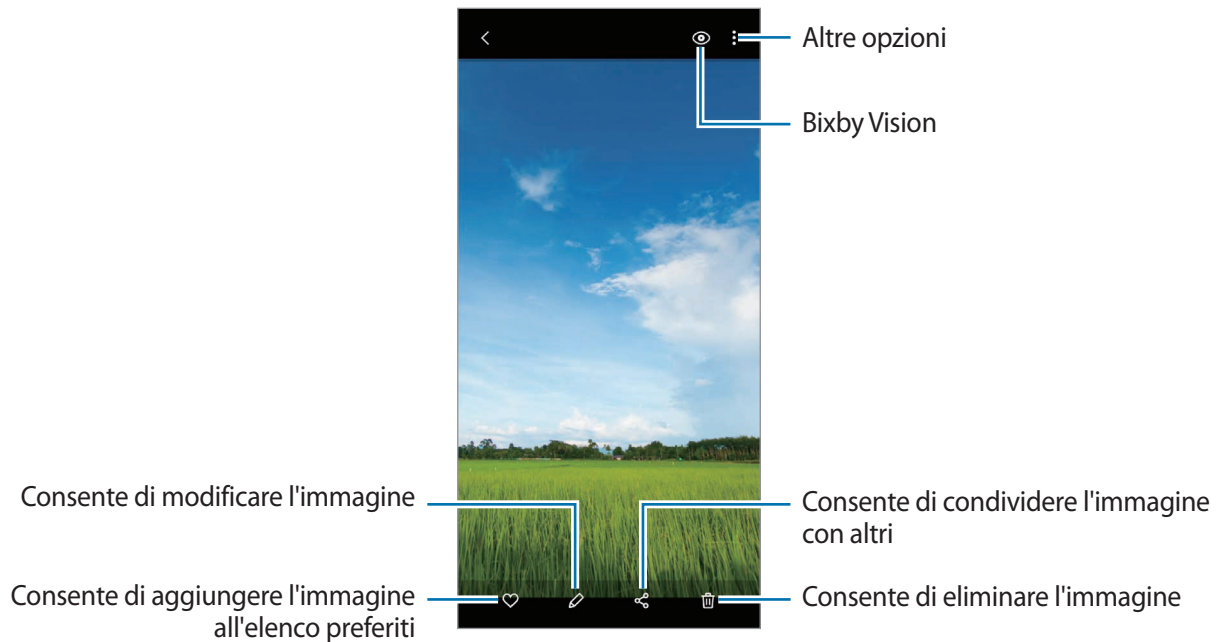 Altre opzioni
Bixby Vision
Consente di modificare l'immagine
Consente di condividere l'immagine
con altri
Consente di aggiungere l'immagine
all'elenco preferiti
Consente di eliminare l'immagine